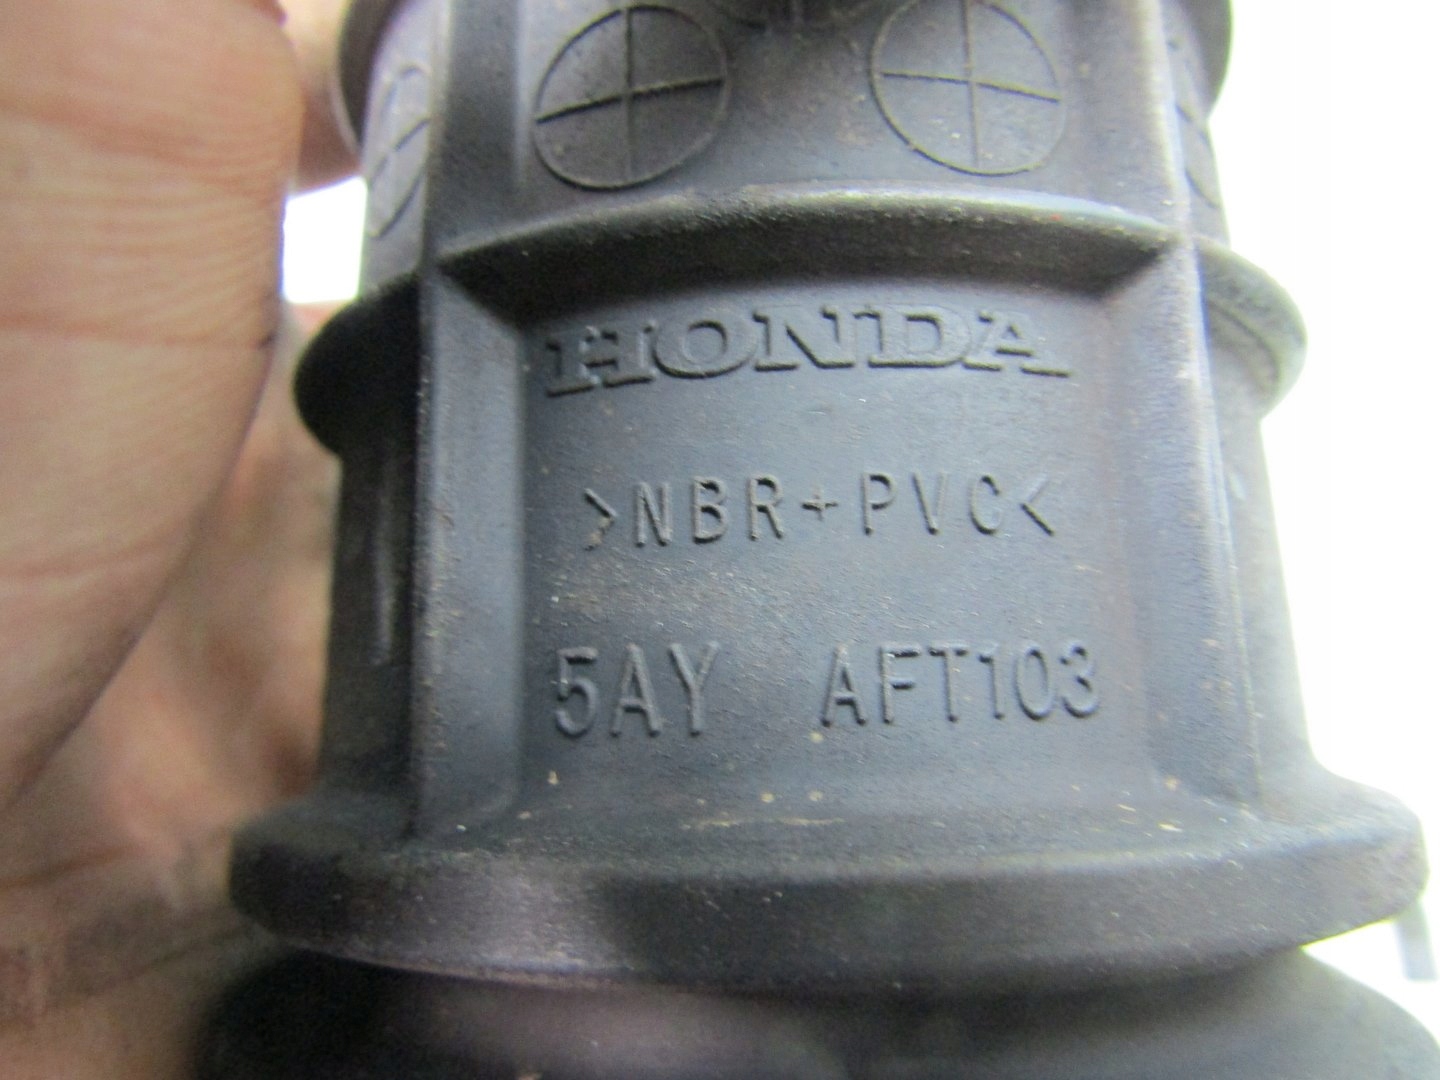 HONDA
>NBR+PVC<
5AY AFT103